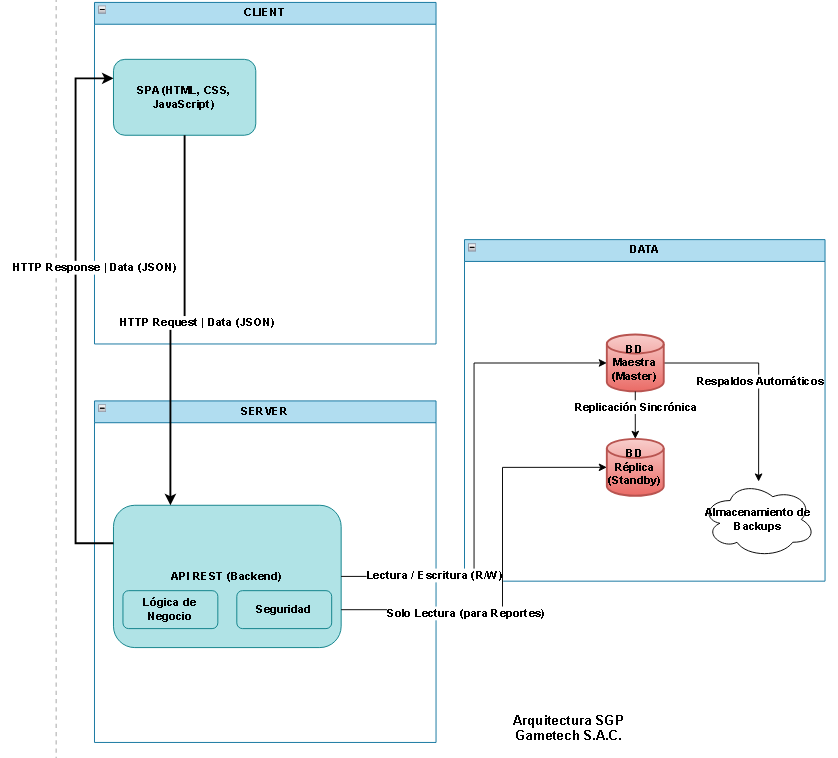 CLIENT
SPA (HTML, CSS,
JavaScript)
HTTP Response | Data (JSON)
HTTP Request | Data (JSON)
DATA
BD
Maestra
(Master)
Respaldos Automáticos
Replicación Sincrónica
BD
Réplica
(Standby)
Almacenamiento de
Backups
SERVER
API REST (Backend)
Lógica de
Negocio
Seguridad
Lectura / Escritura (R/W)
Solo Lectura (para Reportes)
Arquitectura SGP
Gametech S.A.C.